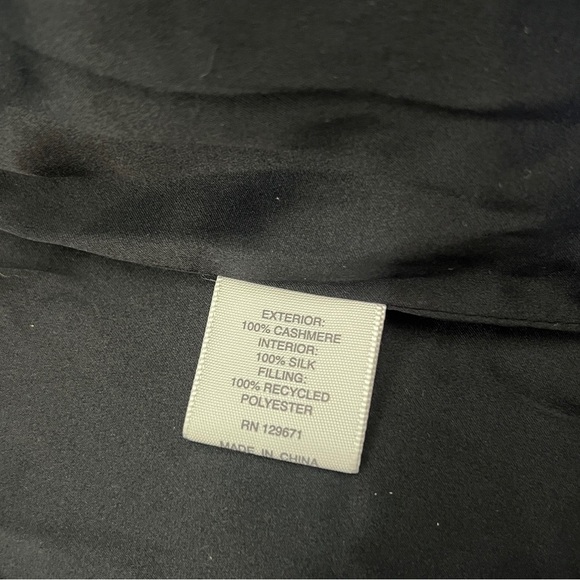 EXTERIOR:
100% CASHMERE
INTERIOR:
100% SILK
FILLING:
100% RECYCLED
POLYESTER
RN 129671
MADE IN CHINA